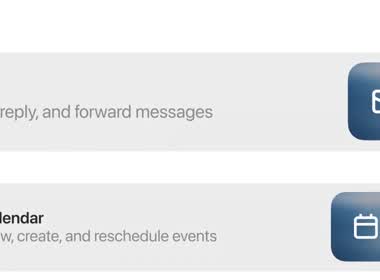 reply, and forward messages
lendar
w, create, and reschedule events